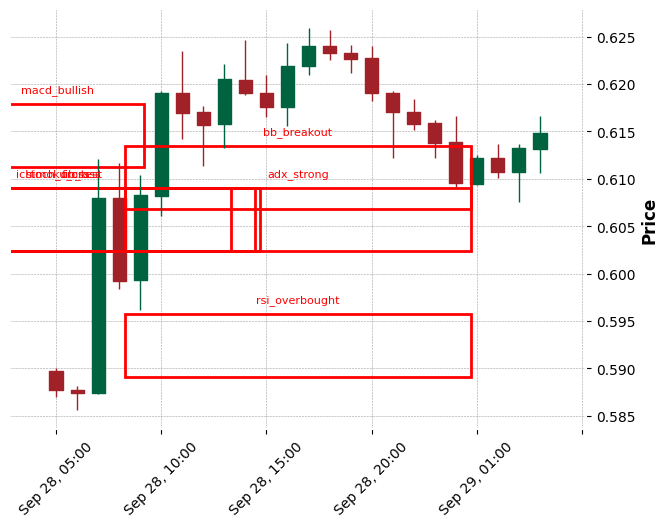 macd_bullish
bb_breakout
adx_strong
rsi_overbought
0.625
0.620
0.615
0.610
0.605
0.600
0.595
0.590
0.585
Price
Sep 28, 05:00
Sep 28, 10:00
Sep 28, 15:00
Sep 28, 20:00
Sep 29, 01:00